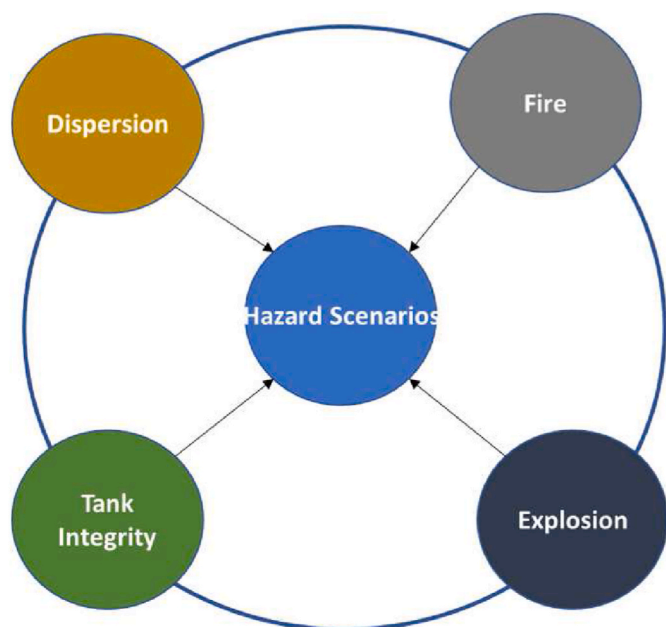 Dispersion
Fire
Hazard Scenarios
Tank
Integrity
Explosion